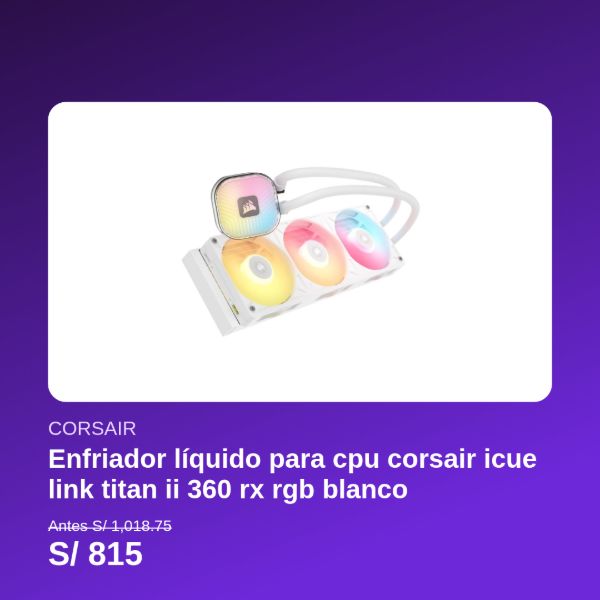 CORSAIR
Enfriador líquido para cpu corsair icue
link titan ii 360 rx rgb blanco
Antes S/ 1,018.75
S/ 815